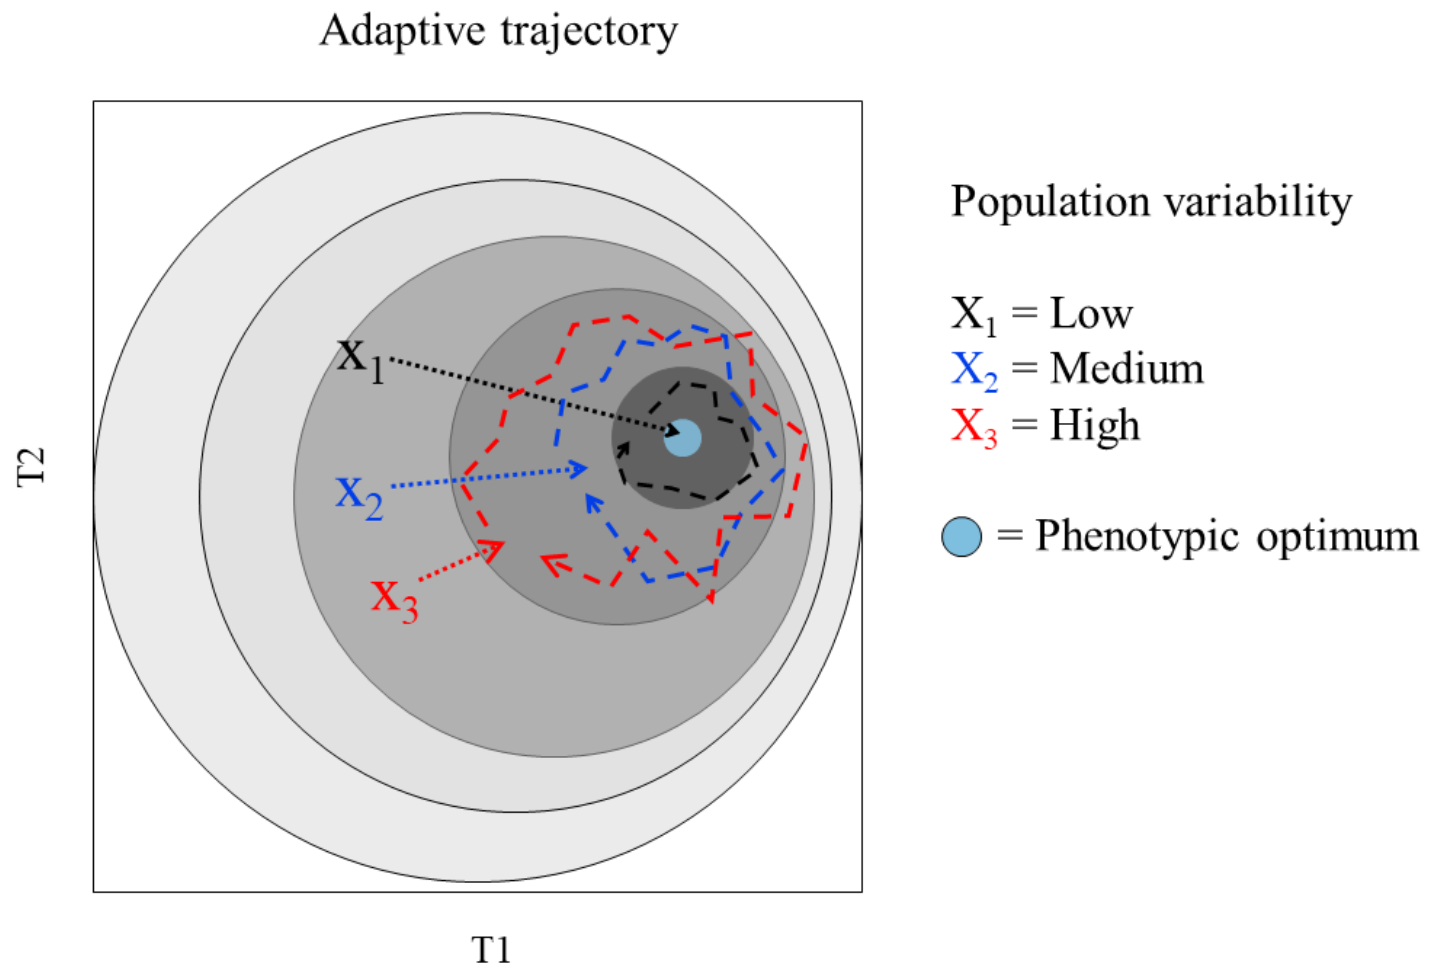 Adaptive trajectory
Population variability
X₁ = Low
X₂ = Medium
X₃ = High
= Phenotypic optimum
X₁
X₂
X₃
T2
T1